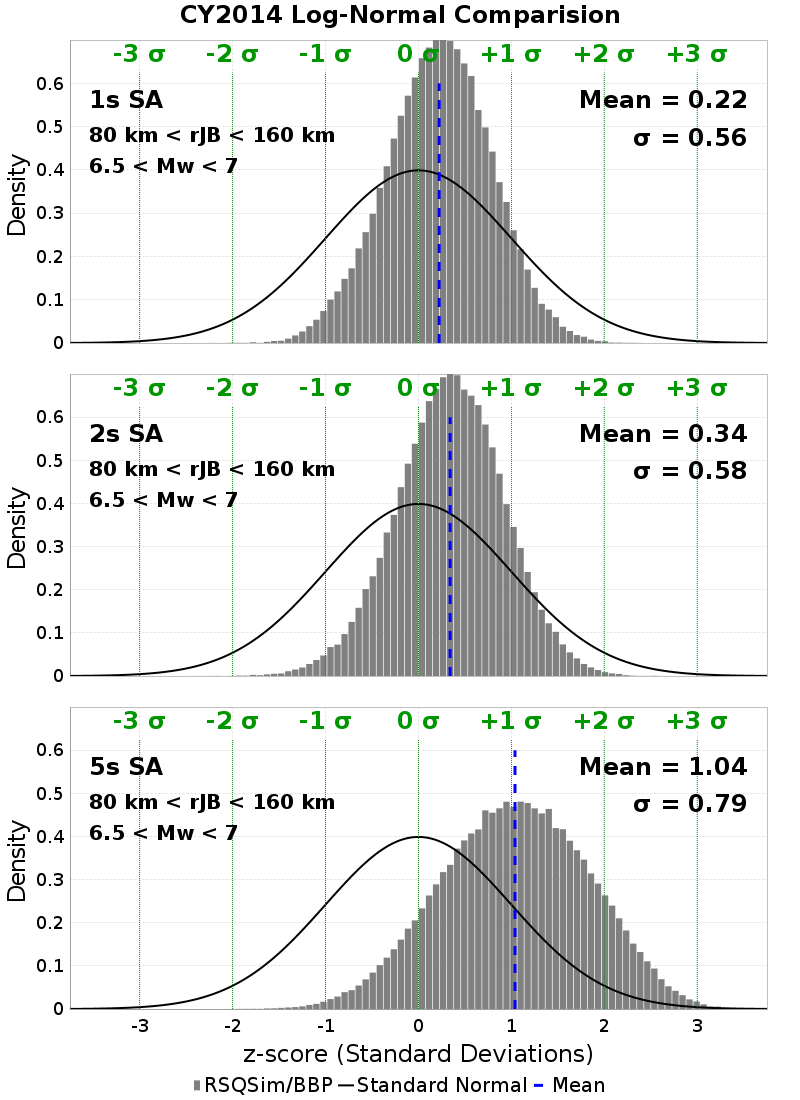 CY2014 Log-Normal Comparision
-3 σ -2 σ -1 σ 0 σ +1 σ +2 σ +3 σ
1s SA
Mean = 0.22
80 km < rJB < 160 km
σ = 0.56
6.5 < Mw < 7
Density
0.6
0.5
0.4
0.3
0.2
0.1
0
-3 σ -2 σ -1 σ 0 σ +1 σ +2 σ +3 σ
2s SA
Mean = 0.34
80 km < rJB < 160 km
σ = 0.58
6.5 < Mw < 7
Density
0.6
0.5
0.4
0.3
0.2
0.1
0
-3 σ -2 σ -1 σ 0 σ +1 σ +2 σ +3 σ
5s SA
Mean = 1.04
80 km < rJB < 160 km
σ = 0.79
6.5 < Mw < 7
Density
0.6
0.5
0.4
0.3
0.2
0.1
0
-3 -2 -1 0 1 2 3
z-score (Standard Deviations)
RSQSim/BBP Standard Normal Mean